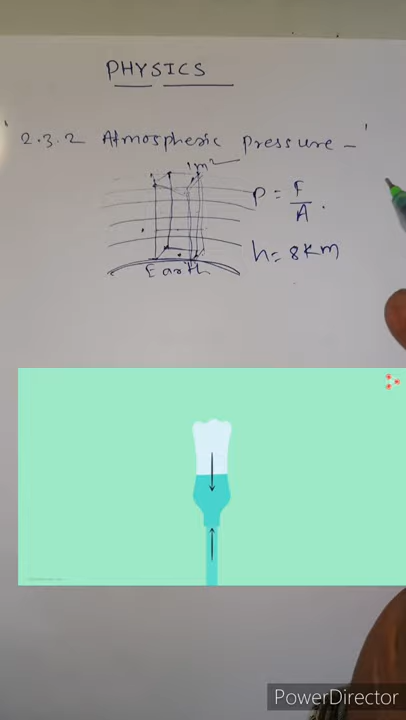 PHYSICS
2.3.2 Atmospheric pressure -
1m²
P = F/A.
h = 8km
Earth
PowerDirector